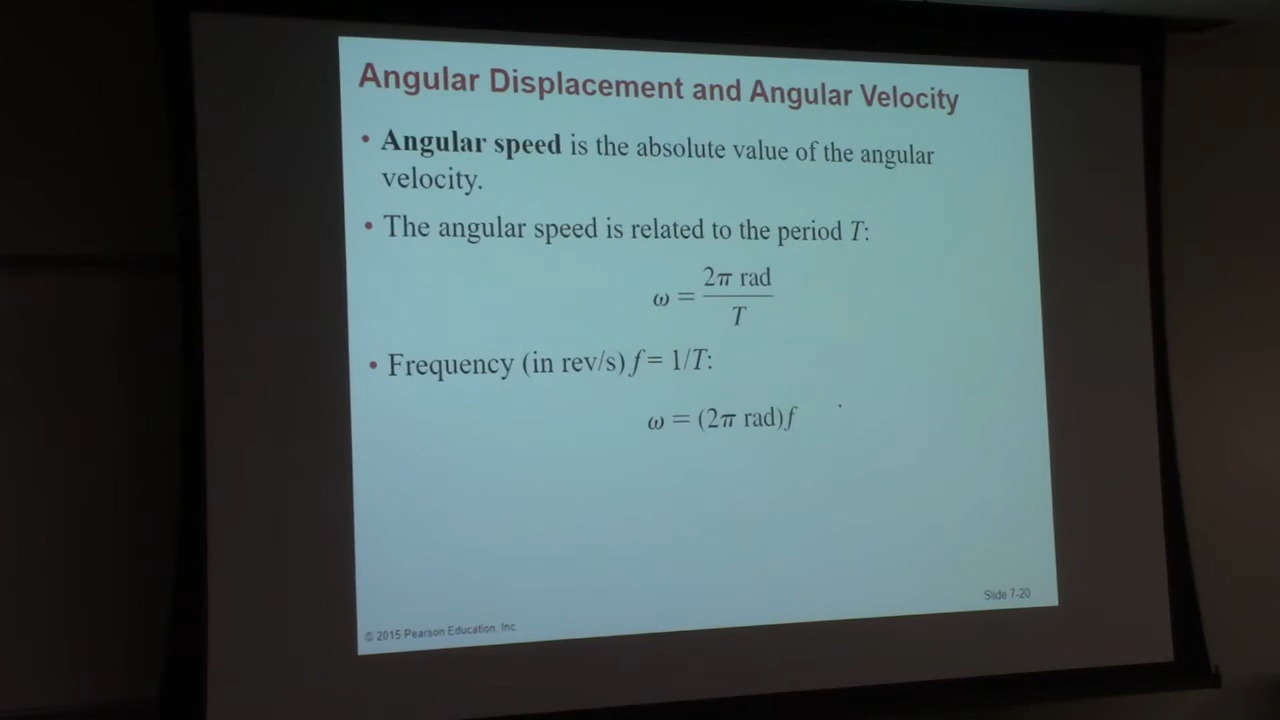 Angular Displacement and Angular Velocity
• Angular speed is the absolute value of the angular
velocity.
• The angular speed is related to the period T:
ω = 2π rad / T
• Frequency (in rev/s) f = 1/T:
ω = (2π rad)f
Slide 7-20
© 2015 Pearson Education, Inc.